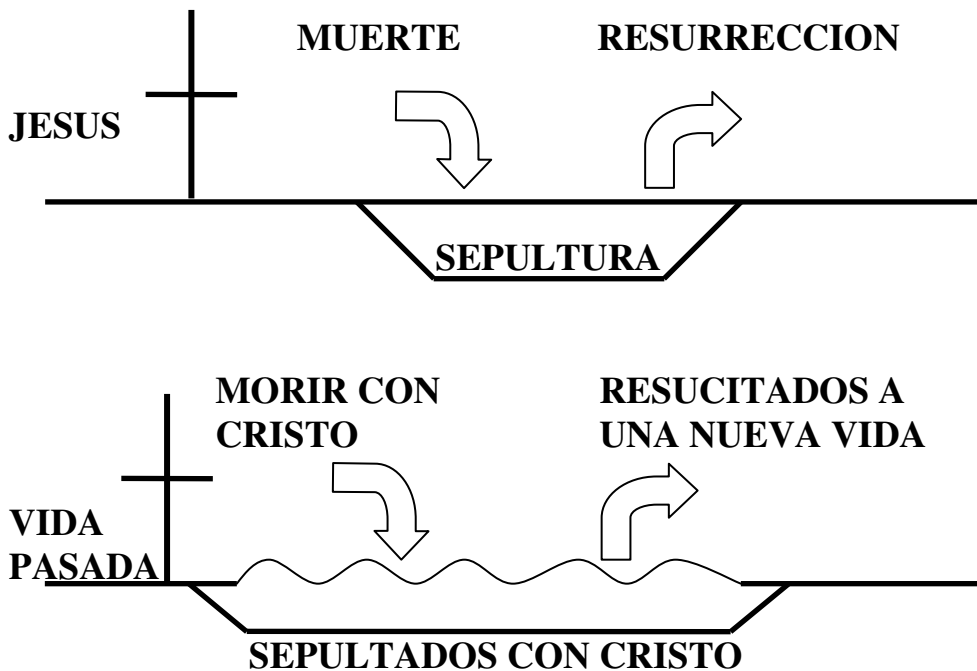 MUERTE
RESURRECCION
JESUS
SEPULTURA
MORIR CON
CRISTO
RESUCITADOS A
UNA NUEVA VIDA
VIDA
PASADA
SEPULTADOS CON CRISTO